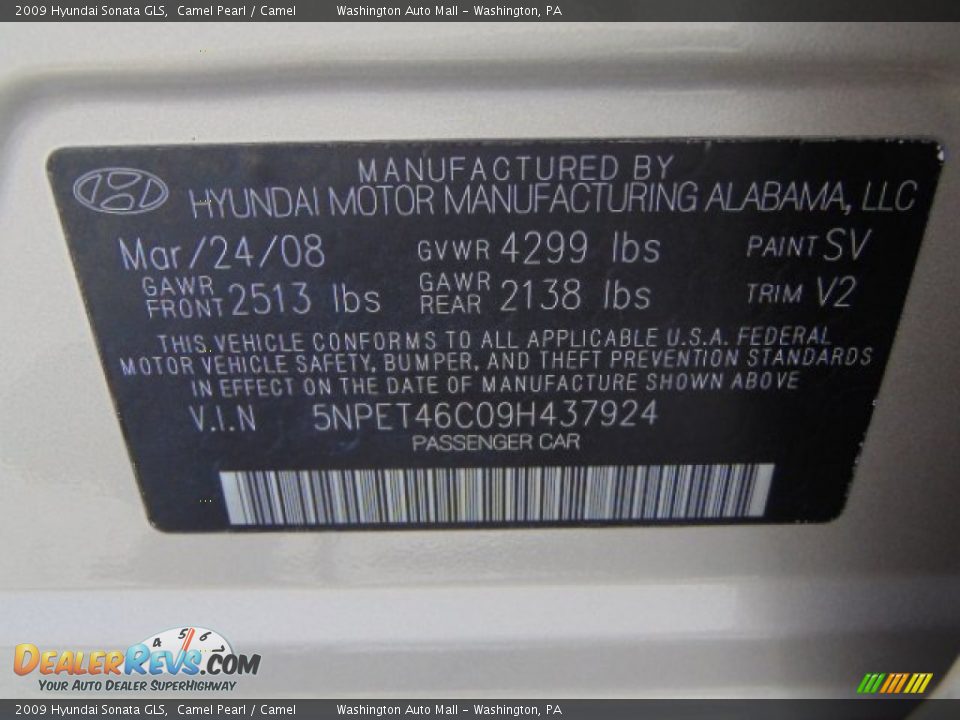 2009 Hyundai Sonata GLS,  Camel Pearl / Camel  Washington Auto Mall - Washington, PA
MANUFACTURED BY
HYUNDAI MOTOR MANUFACTURING ALABAMA, LLC
Mar/24/08  GVWR 4299 lbs  PAINT SV
GAWR FRONT 2513 lbs  GAWR REAR 2138 lbs  TRIM V2
THIS VEHICLE CONFORMS TO ALL APPLICABLE U.S.A. FEDERAL
MOTOR VEHICLE SAFETY, BUMPER, AND THEFT PREVENTION STANDARDS
IN EFFECT ON THE DATE OF MANUFACTURE SHOWN ABOVE
V.I.N  5NPET46C09H437924
PASSENGER CAR
4 5 6 7
DEALERREVS.COM
YOUR AUTO DEALER SUPERHIGHWAY
2009 Hyundai Sonata GLS,  Camel Pearl / Camel  Washington Auto Mall - Washington, PA